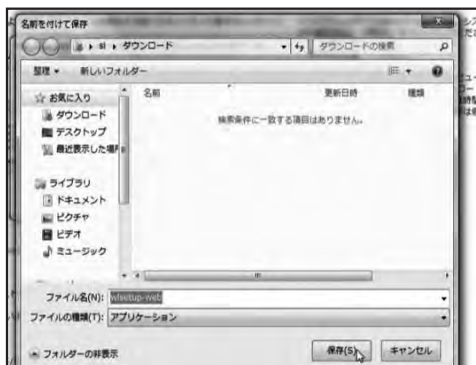 名前を付けて保存
sl ▸ ダウンロード
ダウンロードの検索
整理 新しいフォルダー
お気に入り
ダウンロード
デスクトップ
最近表示した場所
ライブラリ
ドキュメント
ピクチャ
ビデオ
ミュージック
名前 更新日時 種類
検索条件に一致する項目はありません。
ファイル名(N): wlsetup-web
ファイルの種類(T): アプリケーション
フォルダーの非表示
保存(S)
キャンセル